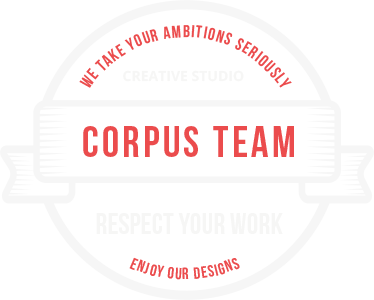 WE TAKE YOUR AMBITIONS SERIOUSLY
CREATIVE STUDIO
CORPUS TEAM
RESPECT YOUR WORK
ENJOY OUR DESIGNS